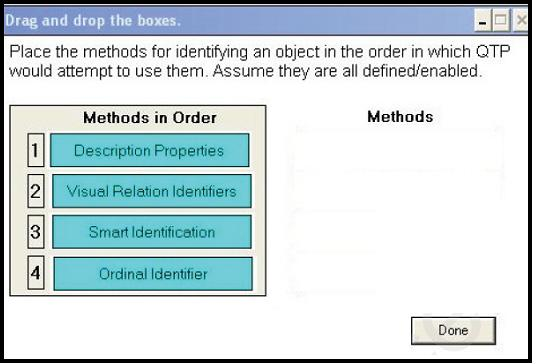 Drag and drop the boxes.
Place the methods for identifying an object in the order in which QTP
would attempt to use them. Assume they are all defined/enabled.
Methods in Order
1 Description Properties
2 Visual Relation Identifiers
3 Smart Identification
4 Ordinal Identifier
Methods
Done